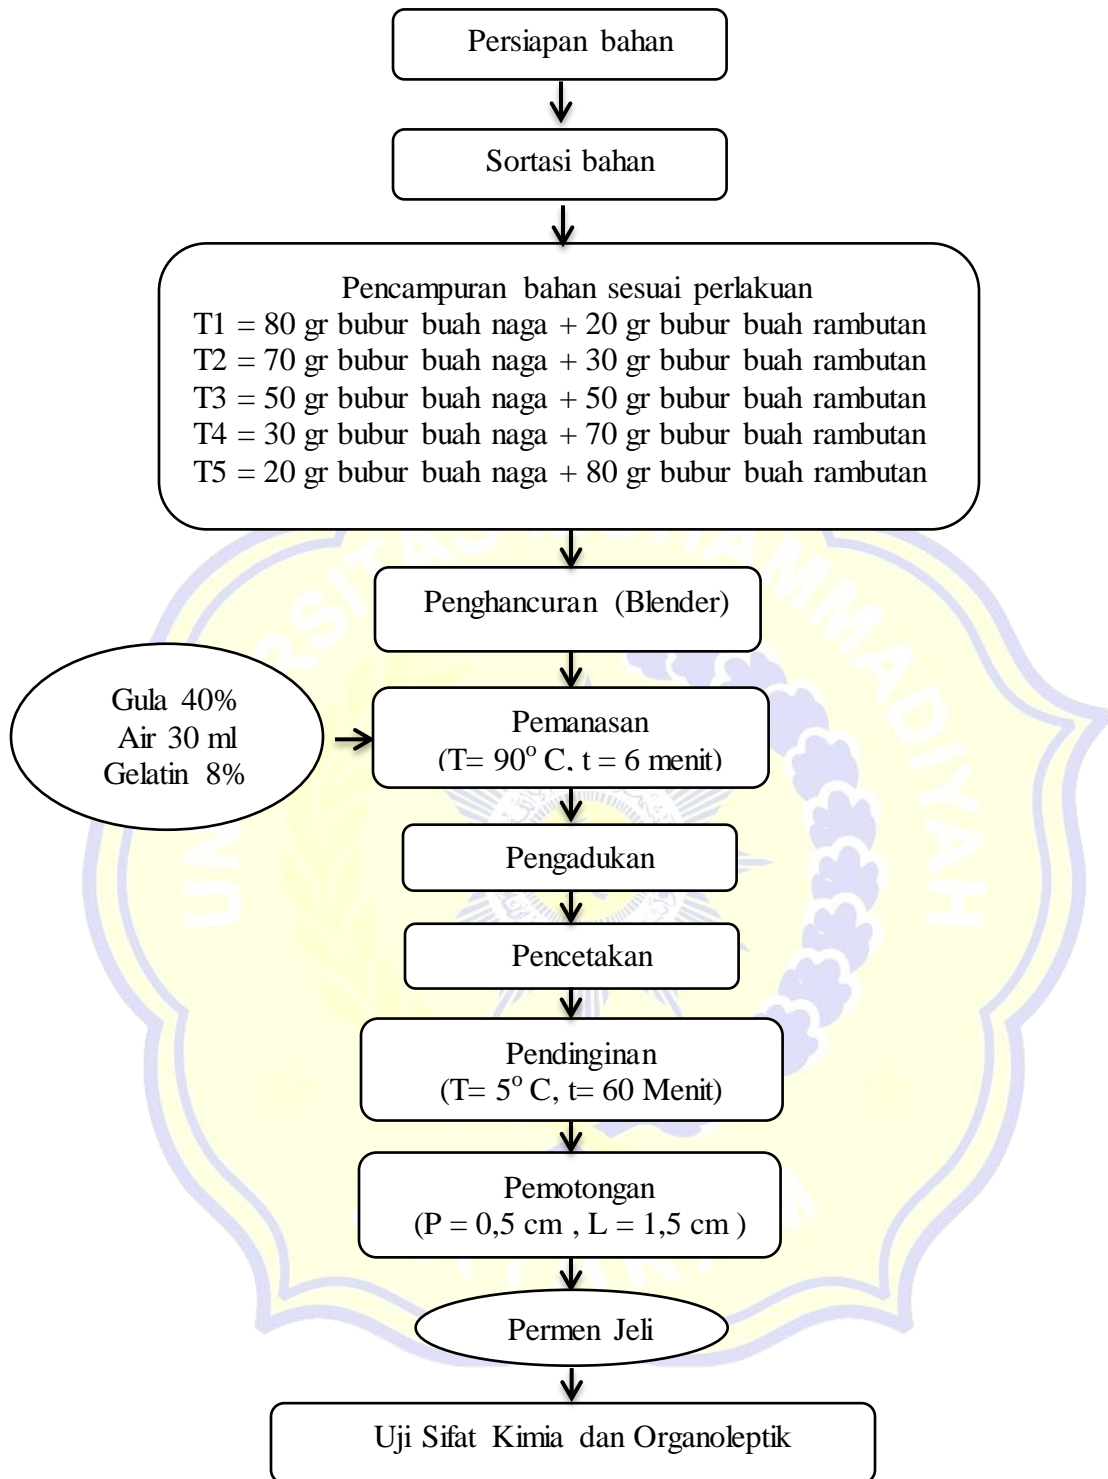 Persiapan bahan
Sortasi bahan
Pencampuran bahan sesuai perlakuan
T1 = 80 gr bubur buah naga + 20 gr bubur buah rambutan
T2 = 70 gr bubur buah naga + 30 gr bubur buah rambutan
T3 = 50 gr bubur buah naga + 50 gr bubur buah rambutan
T4 = 30 gr bubur buah naga + 70 gr bubur buah rambutan
T5 = 20 gr bubur buah naga + 80 gr bubur buah rambutan
Penghancuran (Blender)
Gula 40%
Air 30 ml
Gelatin 8%
Pemanasan
(T= 90° C, t = 6 menit)
Pengadukan
Pencetakan
Pendinginan
(T= 5° C, t= 60 Menit)
Pemotongan
(P = 0,5 cm , L = 1,5 cm )
Permen Jeli
Uji Sifat Kimia dan Organoleptik
UNIVERSITAS MUHAMMADIYAH